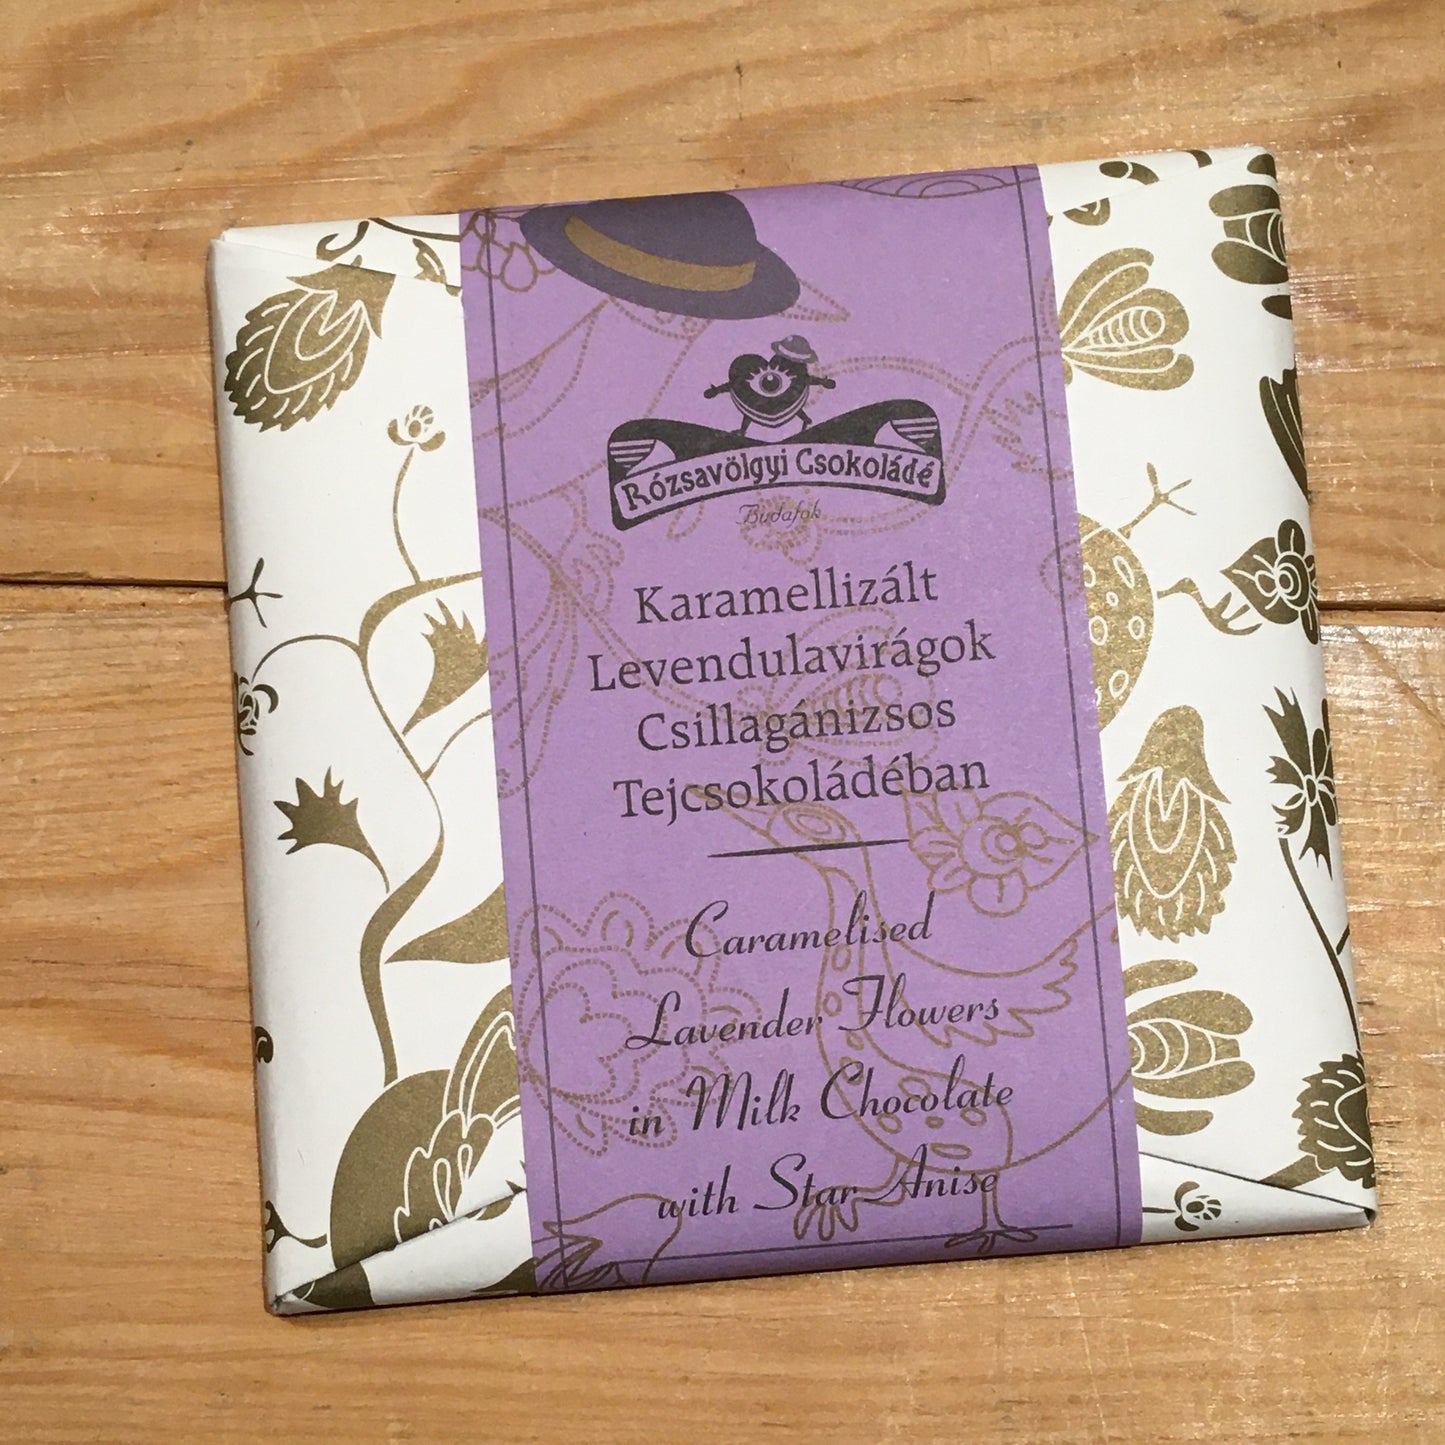 Rózsavölgyi Csokoládé
Budafok
Karamellizált
Levendulavirágok
Csillagánizsos
Tejcsokoládéban
Caramelised
Lavender Flowers
in Milk Chocolate
with Star Anise